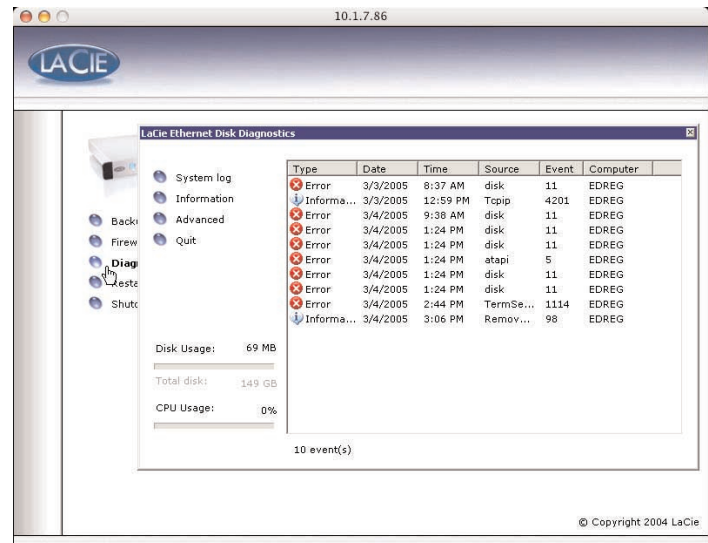 10.1.7.86
LACIE
LaCie Ethernet Disk Diagnostics
System log
Information
Advanced
Quit
Back
Firew
Diag
Resta
Shutd
Disk Usage: 69 MB
Total disk: 149 GB
CPU Usage: 0%
Type Date Time Source Event Computer
Error 3/3/2005 8:37 AM disk 11 EDREG
Informa... 3/3/2005 12:59 PM Tcpip 4201 EDREG
Error 3/4/2005 9:38 AM disk 11 EDREG
Error 3/4/2005 1:24 PM disk 11 EDREG
Error 3/4/2005 1:24 PM disk 11 EDREG
Error 3/4/2005 1:24 PM atapi 5 EDREG
Error 3/4/2005 1:24 PM disk 11 EDREG
Error 3/4/2005 1:24 PM disk 11 EDREG
Error 3/4/2005 2:44 PM TermSe... 1114 EDREG
Informa... 3/4/2005 3:06 PM Remov... 98 EDREG
10 event(s)
© Copyright 2004 LaCie